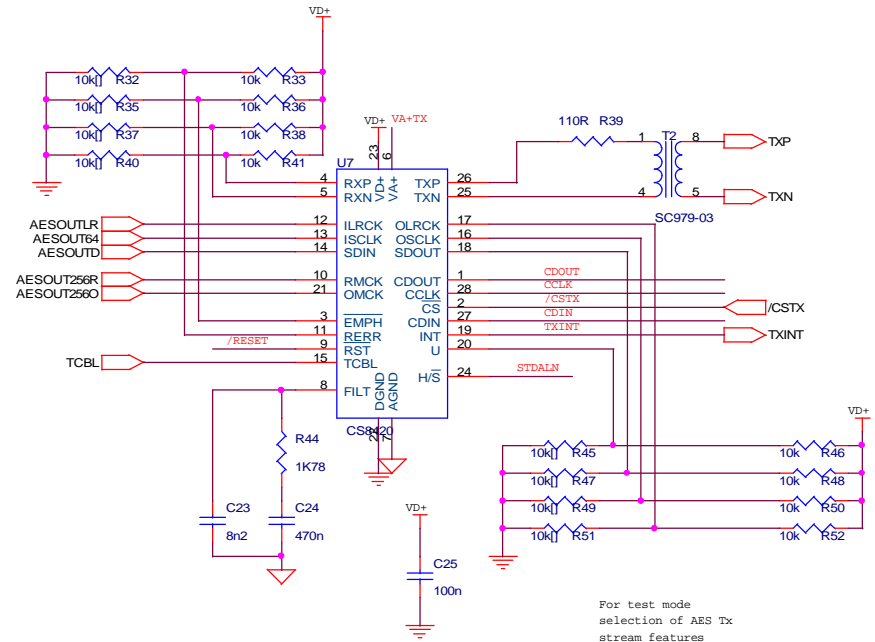 VD+
10k[] R32 10k R33
10k[] R35 10k R36
10k[] R37 10k R38
10k[] R40 10k R41
VD+ VA+TX
110R R39
T2
1 8 TXP
4 5 TXN
SC979-03
U7
23 6
VD+ VA+
4 RXP TXP 26
5 RXN TXN 25
AESOUTLR 12 ILRCK OLRCK 17
AESOUT64 13 ISCLK OSCLK 16
AESOUTD 14 SDIN SDOUT 18
AESOUT256R 10 RMCK CDOUT 1 CDOUT
AESOUT256O 21 OMCK CCLK 28 CCLK
CS 2 /CSTX /CSTX
3 EMPH CDIN 27 CDIN
11 RERR INT 19 TXINT TXINT
/RESET 9 RST U 20
TCBL 15 TCBL
8 FILT H/S 24 STDALN
DGND AGND
CS8420
22 7
R44
1K78
C23
8n2
C24
470n
VD+
C25
100n
VD+
10k[] R45 10k R46
10k[] R47 10k R48
10k[] R49 10k R50
10k[] R51 10k R52
For test mode
selection of AES Tx
stream features